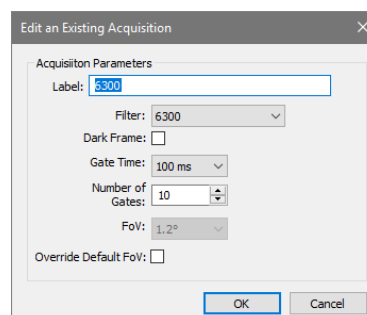 Edit an Existing Acquisition
Acquisiiton Parameters
Label: 6300
Filter: 6300
Dark Frame:
Gate Time: 100 ms
Number of
Gates: 10
FoV: 1.2°
Override Default FoV:
OK Cancel